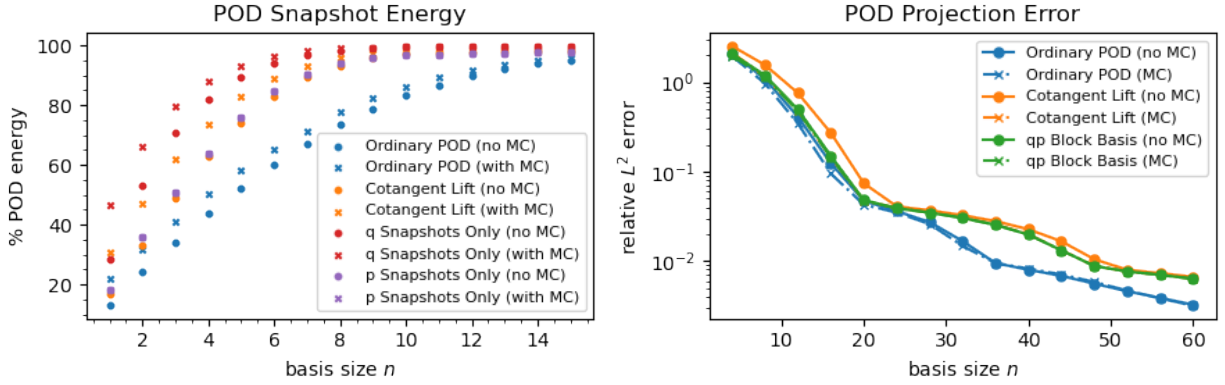 POD Snapshot Energy
% POD energy
100
80
60
40
20
2 4 6 8 10 12 14
basis size n
Ordinary POD (no MC)
Ordinary POD (with MC)
Cotangent Lift (no MC)
Cotangent Lift (with MC)
q Snapshots Only (no MC)
q Snapshots Only (with MC)
p Snapshots Only (no MC)
p Snapshots Only (with MC)
POD Projection Error
relative L² error
10⁰
10⁻¹
10⁻²
10 20 30 40 50 60
basis size n
Ordinary POD (no MC)
Ordinary POD (MC)
Cotangent Lift (no MC)
Cotangent Lift (MC)
qp Block Basis (no MC)
qp Block Basis (MC)